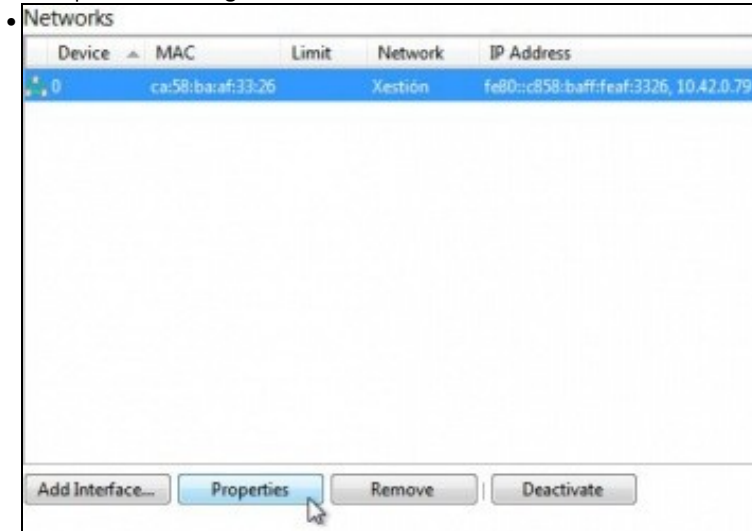 Networks
Device MAC Limit Network IP Address
0 ca:58:ba:af:33:26 Xestión fe80::c858:baff:feaf:3326, 10.42.0.79
Add Interface... Properties Remove Deactivate